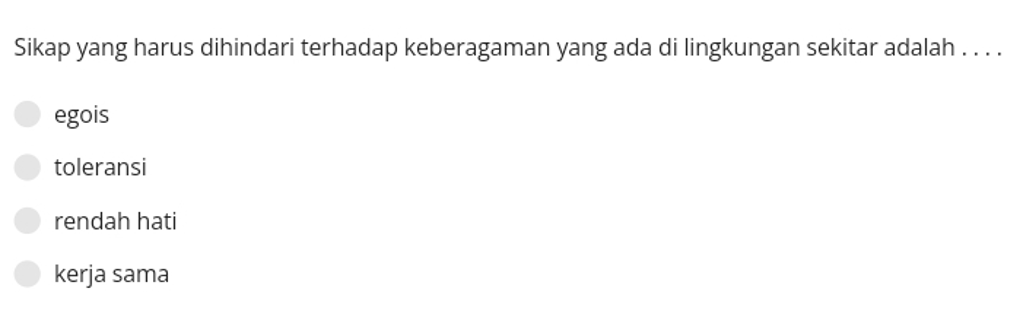 Sikap yang harus dihindari terhadap keberagaman yang ada di lingkungan sekitar adalah . . . .
egois
toleransi
rendah hati
kerja sama